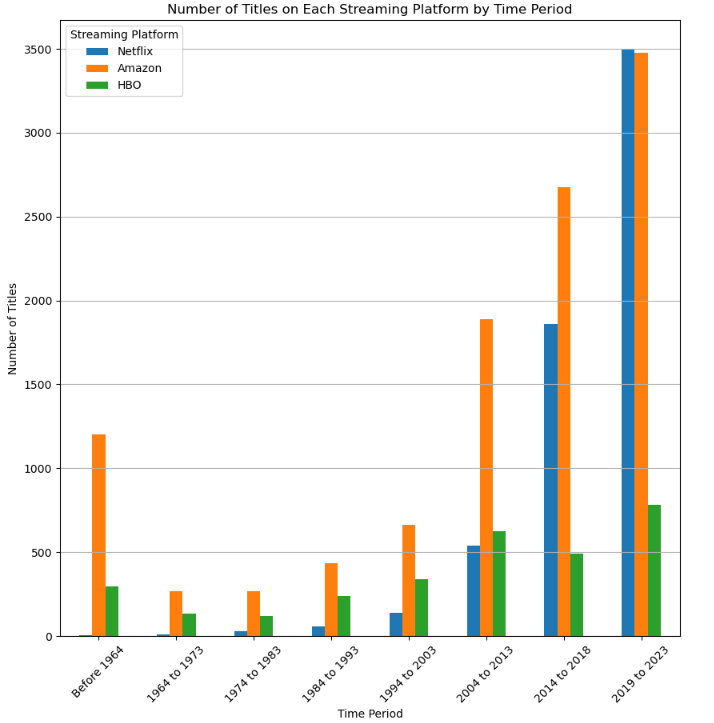 Number of Titles on Each Streaming Platform by Time Period
Streaming Platform
Netflix
Amazon
HBO
Number of Titles
3500
3000
2500
2000
1500
1000
500
0
Before 1964
1964 to 1973
1974 to 1983
1984 to 1993
1994 to 2003
2004 to 2013
2014 to 2018
2019 to 2023
Time Period